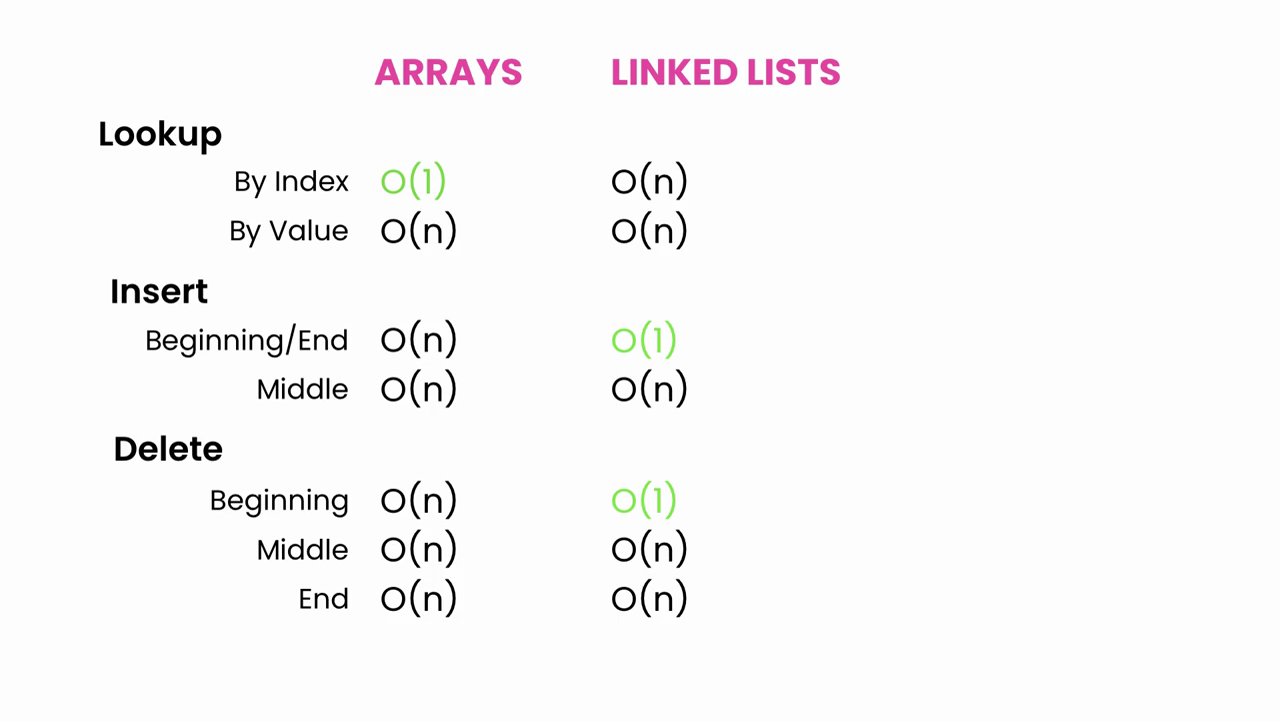 ARRAYS LINKED LISTS
Lookup
By Index O(1) O(n)
By Value O(n) O(n)
Insert
Beginning/End O(n) O(1)
Middle O(n) O(n)
Delete
Beginning O(n) O(1)
Middle O(n) O(n)
End O(n) O(n)